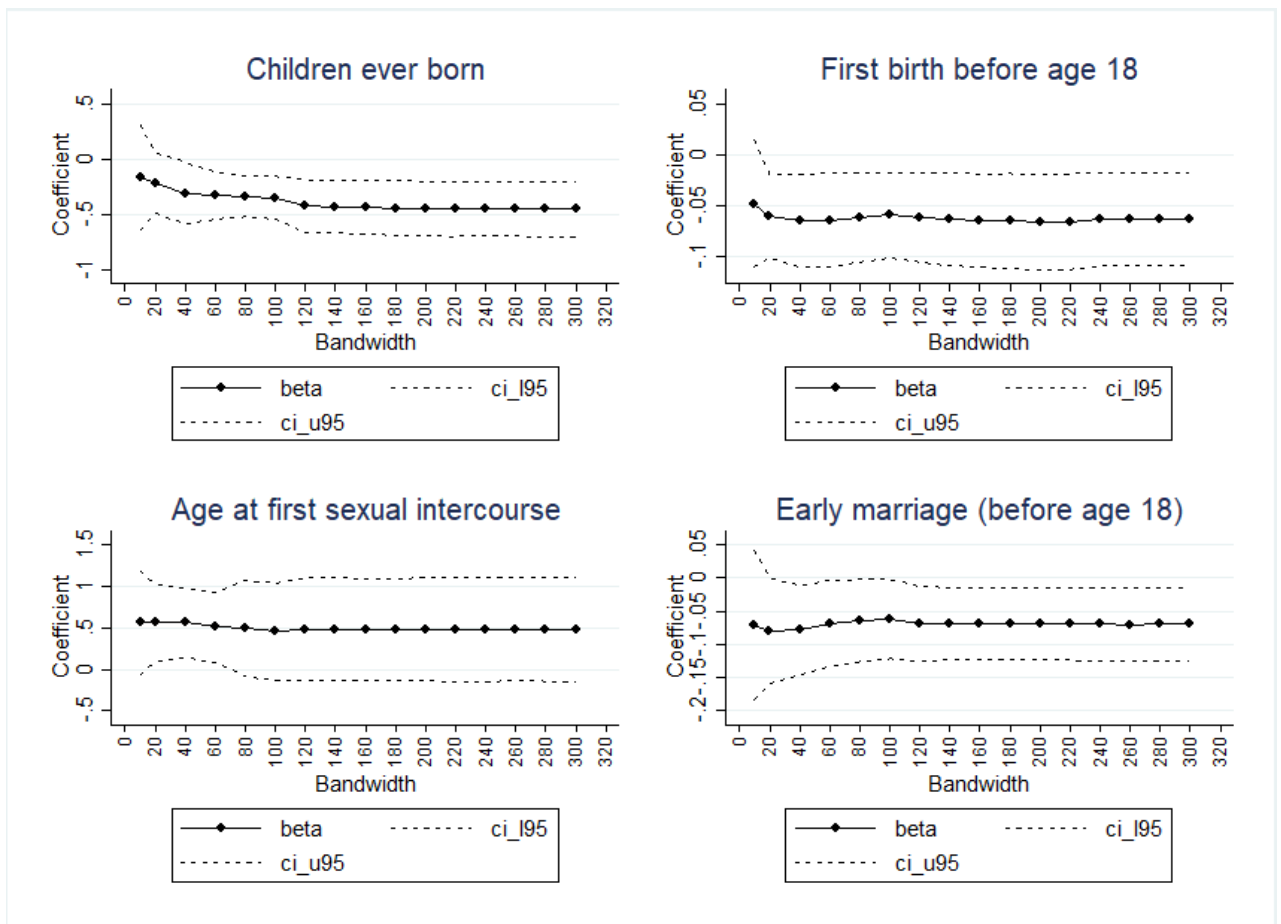 Children ever born
Coefficient
.5
0
-.5
-1
0 20 40 60 80 100 120 140 160 180 200 220 240 260 280 300 320
Bandwidth
beta ci_l95
ci_u95
First birth before age 18
Coefficient
.05
0
-.05
-.1
0 20 40 60 80 100 120 140 160 180 200 220 240 260 280 300 320
Bandwidth
beta ci_l95
ci_u95
Age at first sexual intercourse
Coefficient
1.5
1
.5
0
-.5
0 20 40 60 80 100 120 140 160 180 200 220 240 260 280 300 320
Bandwidth
beta ci_l95
ci_u95
Early marriage (before age 18)
Coefficient
.05
0
-.05
-.1
-.15
-.2
0 20 40 60 80 100 120 140 160 180 200 220 240 260 280 300 320
Bandwidth
beta ci_l95
ci_u95